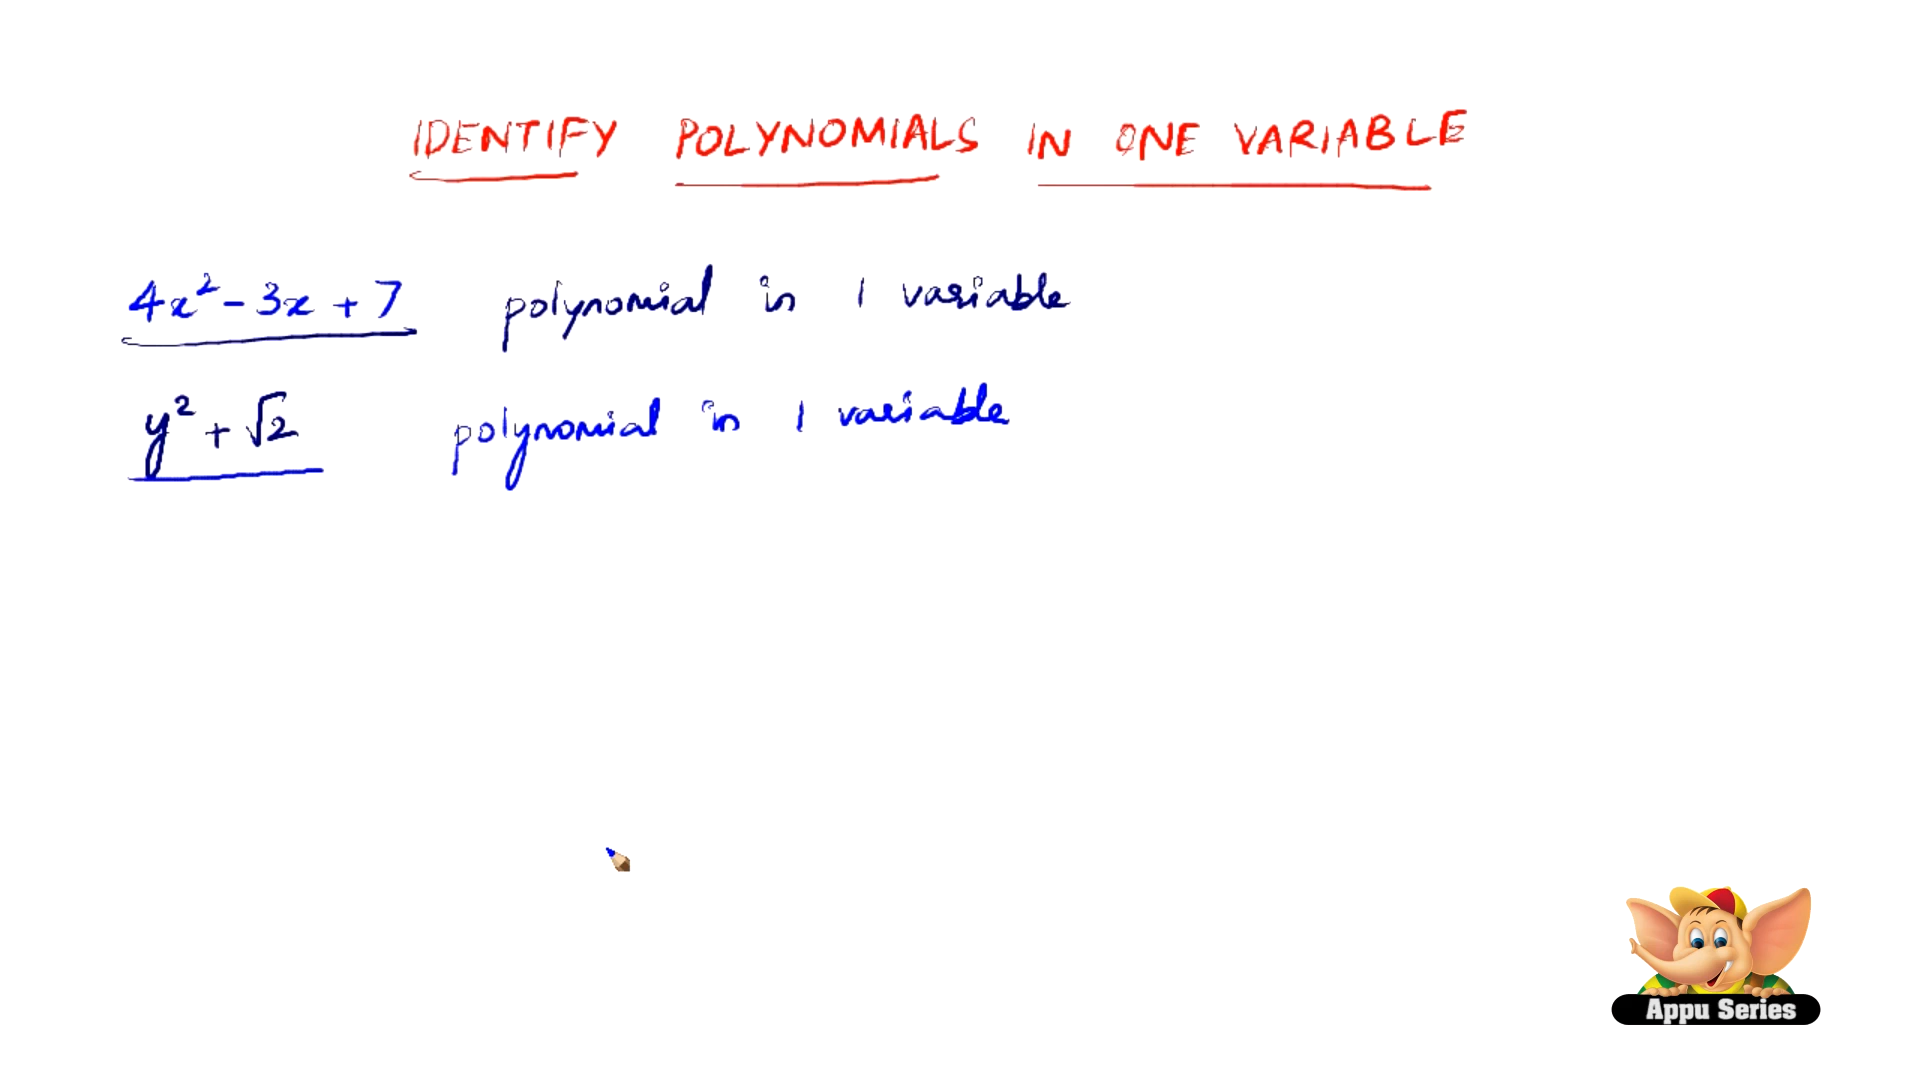 IDENTIFY POLYNOMIALS IN ONE VARIABLE
4x² - 3x + 7 polynomial in 1 variable
y² + √2 polynomial in 1 variable
Appu Series